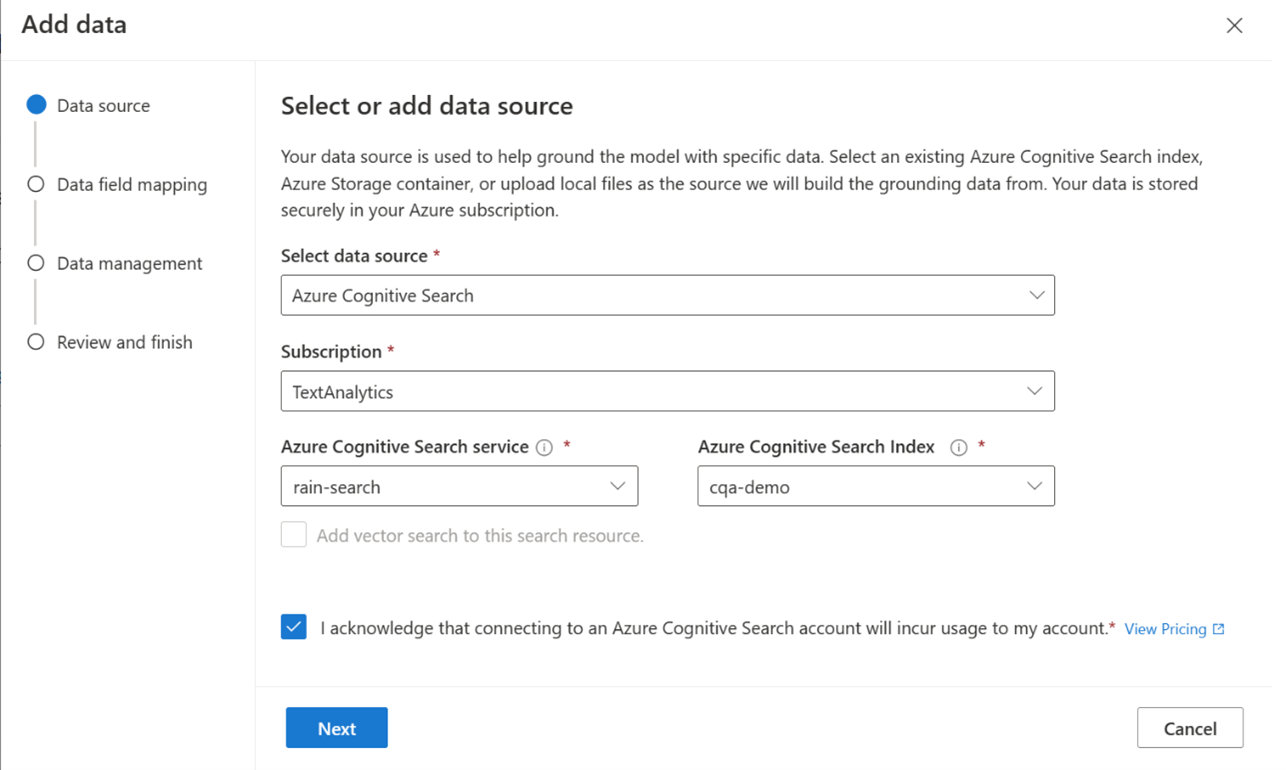 Add data
Data source
Data field mapping
Data management
Review and finish
Select or add data source
Your data source is used to help ground the model with specific data. Select an existing Azure Cognitive Search index,
Azure Storage container, or upload local files as the source we will build the grounding data from. Your data is stored
securely in your Azure subscription.
Select data source *
Azure Cognitive Search
Subscription *
TextAnalytics
Azure Cognitive Search service * Azure Cognitive Search Index *
rain-search cqa-demo
Add vector search to this search resource.
I acknowledge that connecting to an Azure Cognitive Search account will incur usage to my account.* View Pricing
Next Cancel